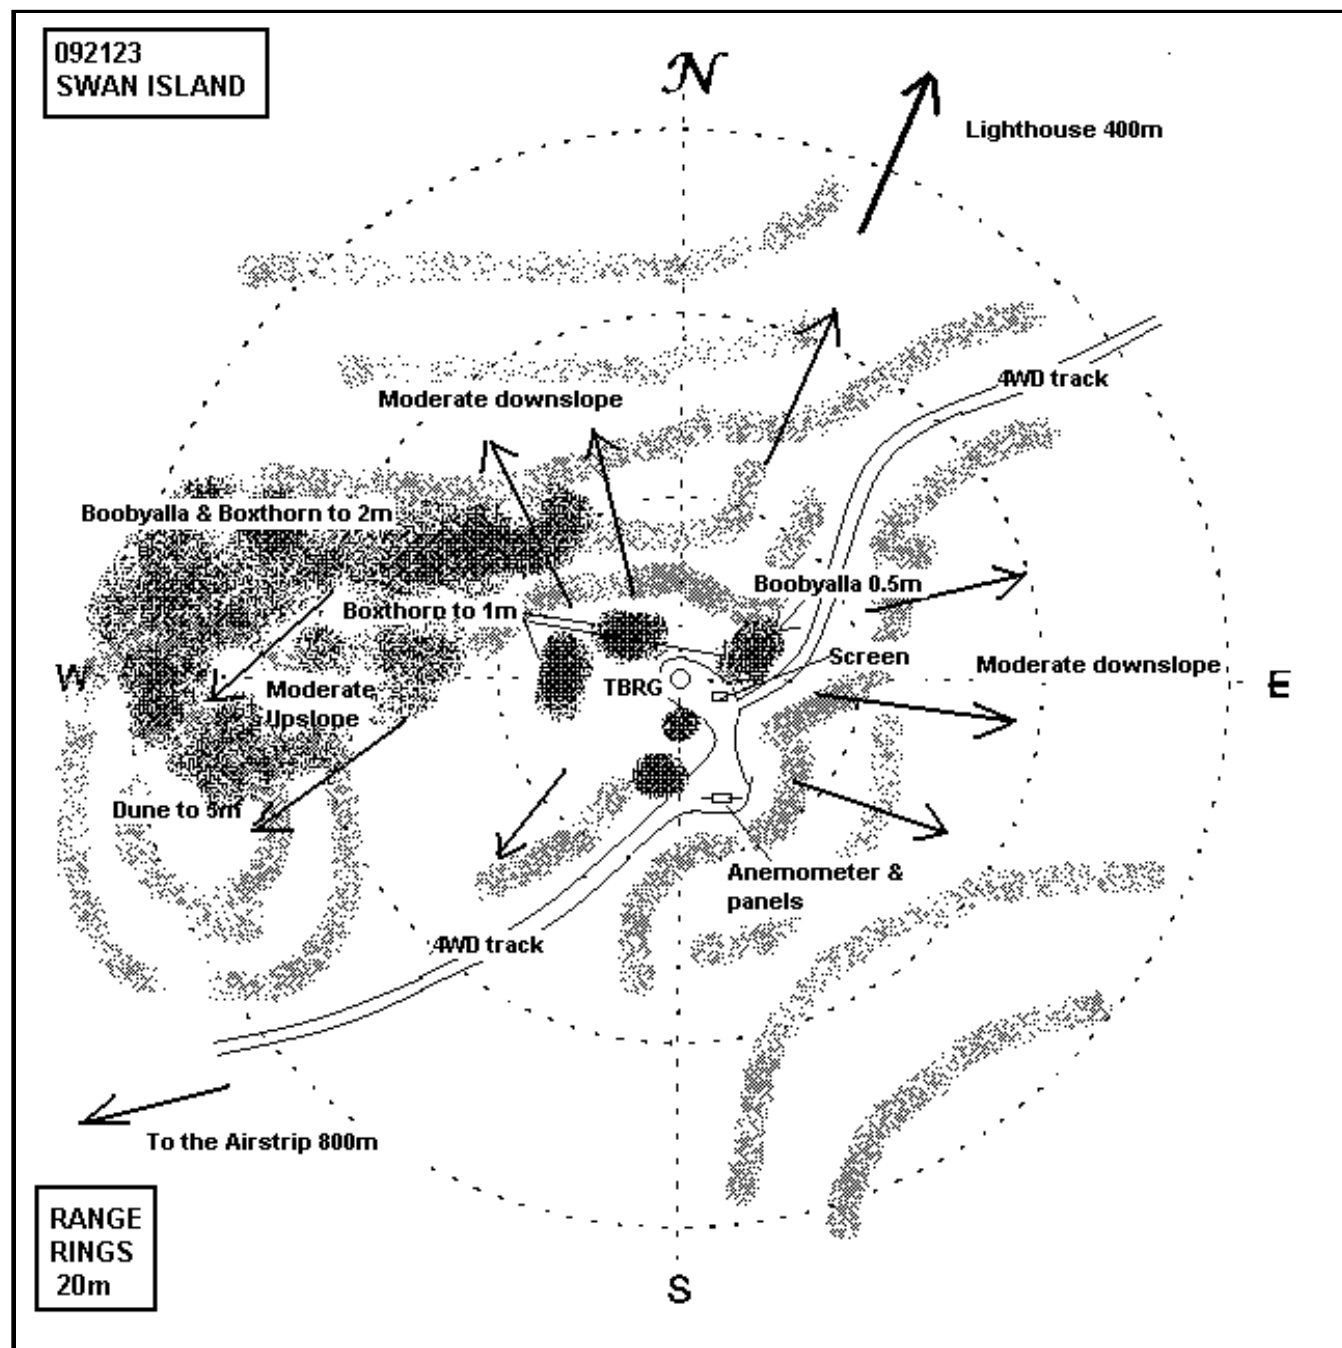 092123
SWAN ISLAND
N
Lighthouse 400m
4WD track
Moderate downslope
Boobyalla & Boxthorn to 2m
Boobyalla 0.5m
Boxthorn to 1m
Screen
Moderate downslope
W
TBRG
E
Moderate
Upslope
Dune to 5m
Anemometer &
panels
4WD track
To the Airstrip 800m
RANGE
RINGS
20m
S